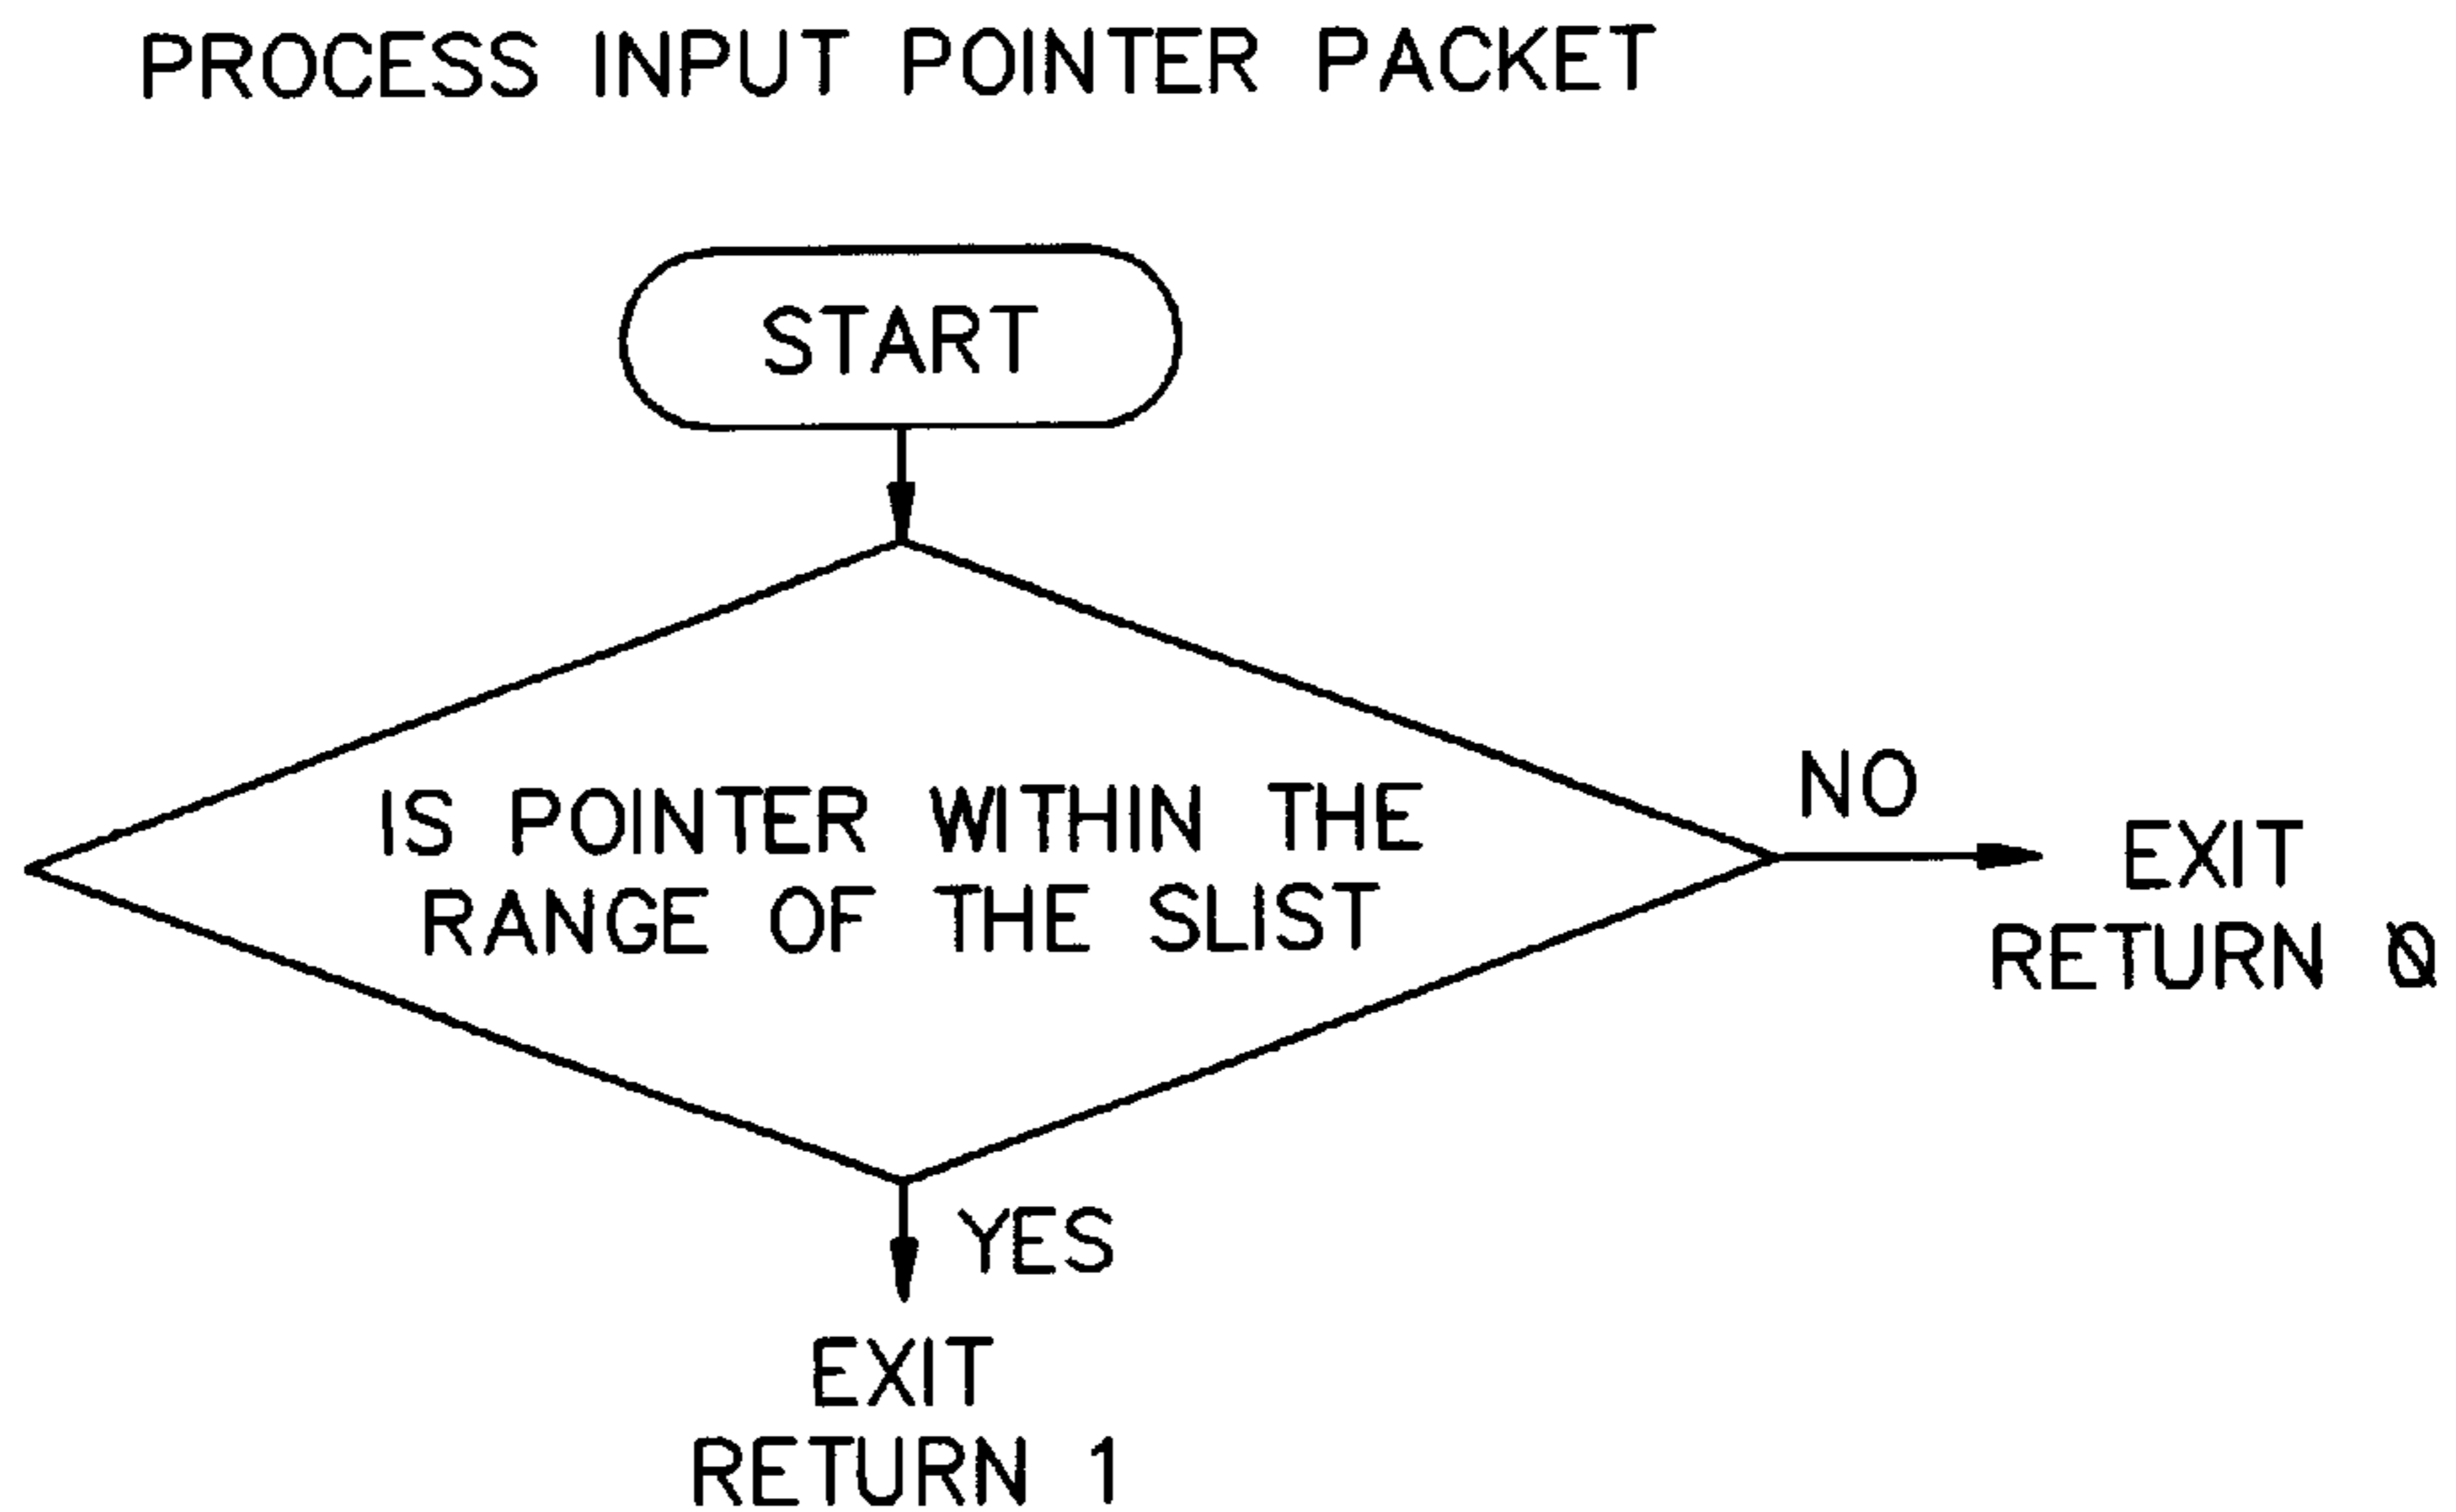 PROCESS INPUT POINTER PACKET
START
IS POINTER WITHIN THE
RANGE OF THE SLIST
NO
EXIT
RETURN 0
YES
EXIT
RETURN 1